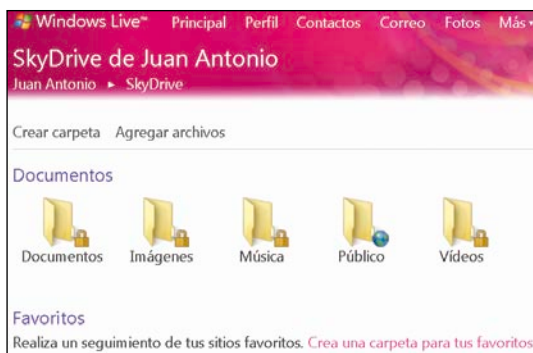 Windows Live™ Principal Perfil Contactos Correo Fotos Más
SkyDrive de Juan Antonio
Juan Antonio ▸ SkyDrive
Crear carpeta Agregar archivos
Documentos
Documentos Imágenes Música Público Vídeos
Favoritos
Realiza un seguimiento de tus sitios favoritos. Crea una carpeta para tus favoritos